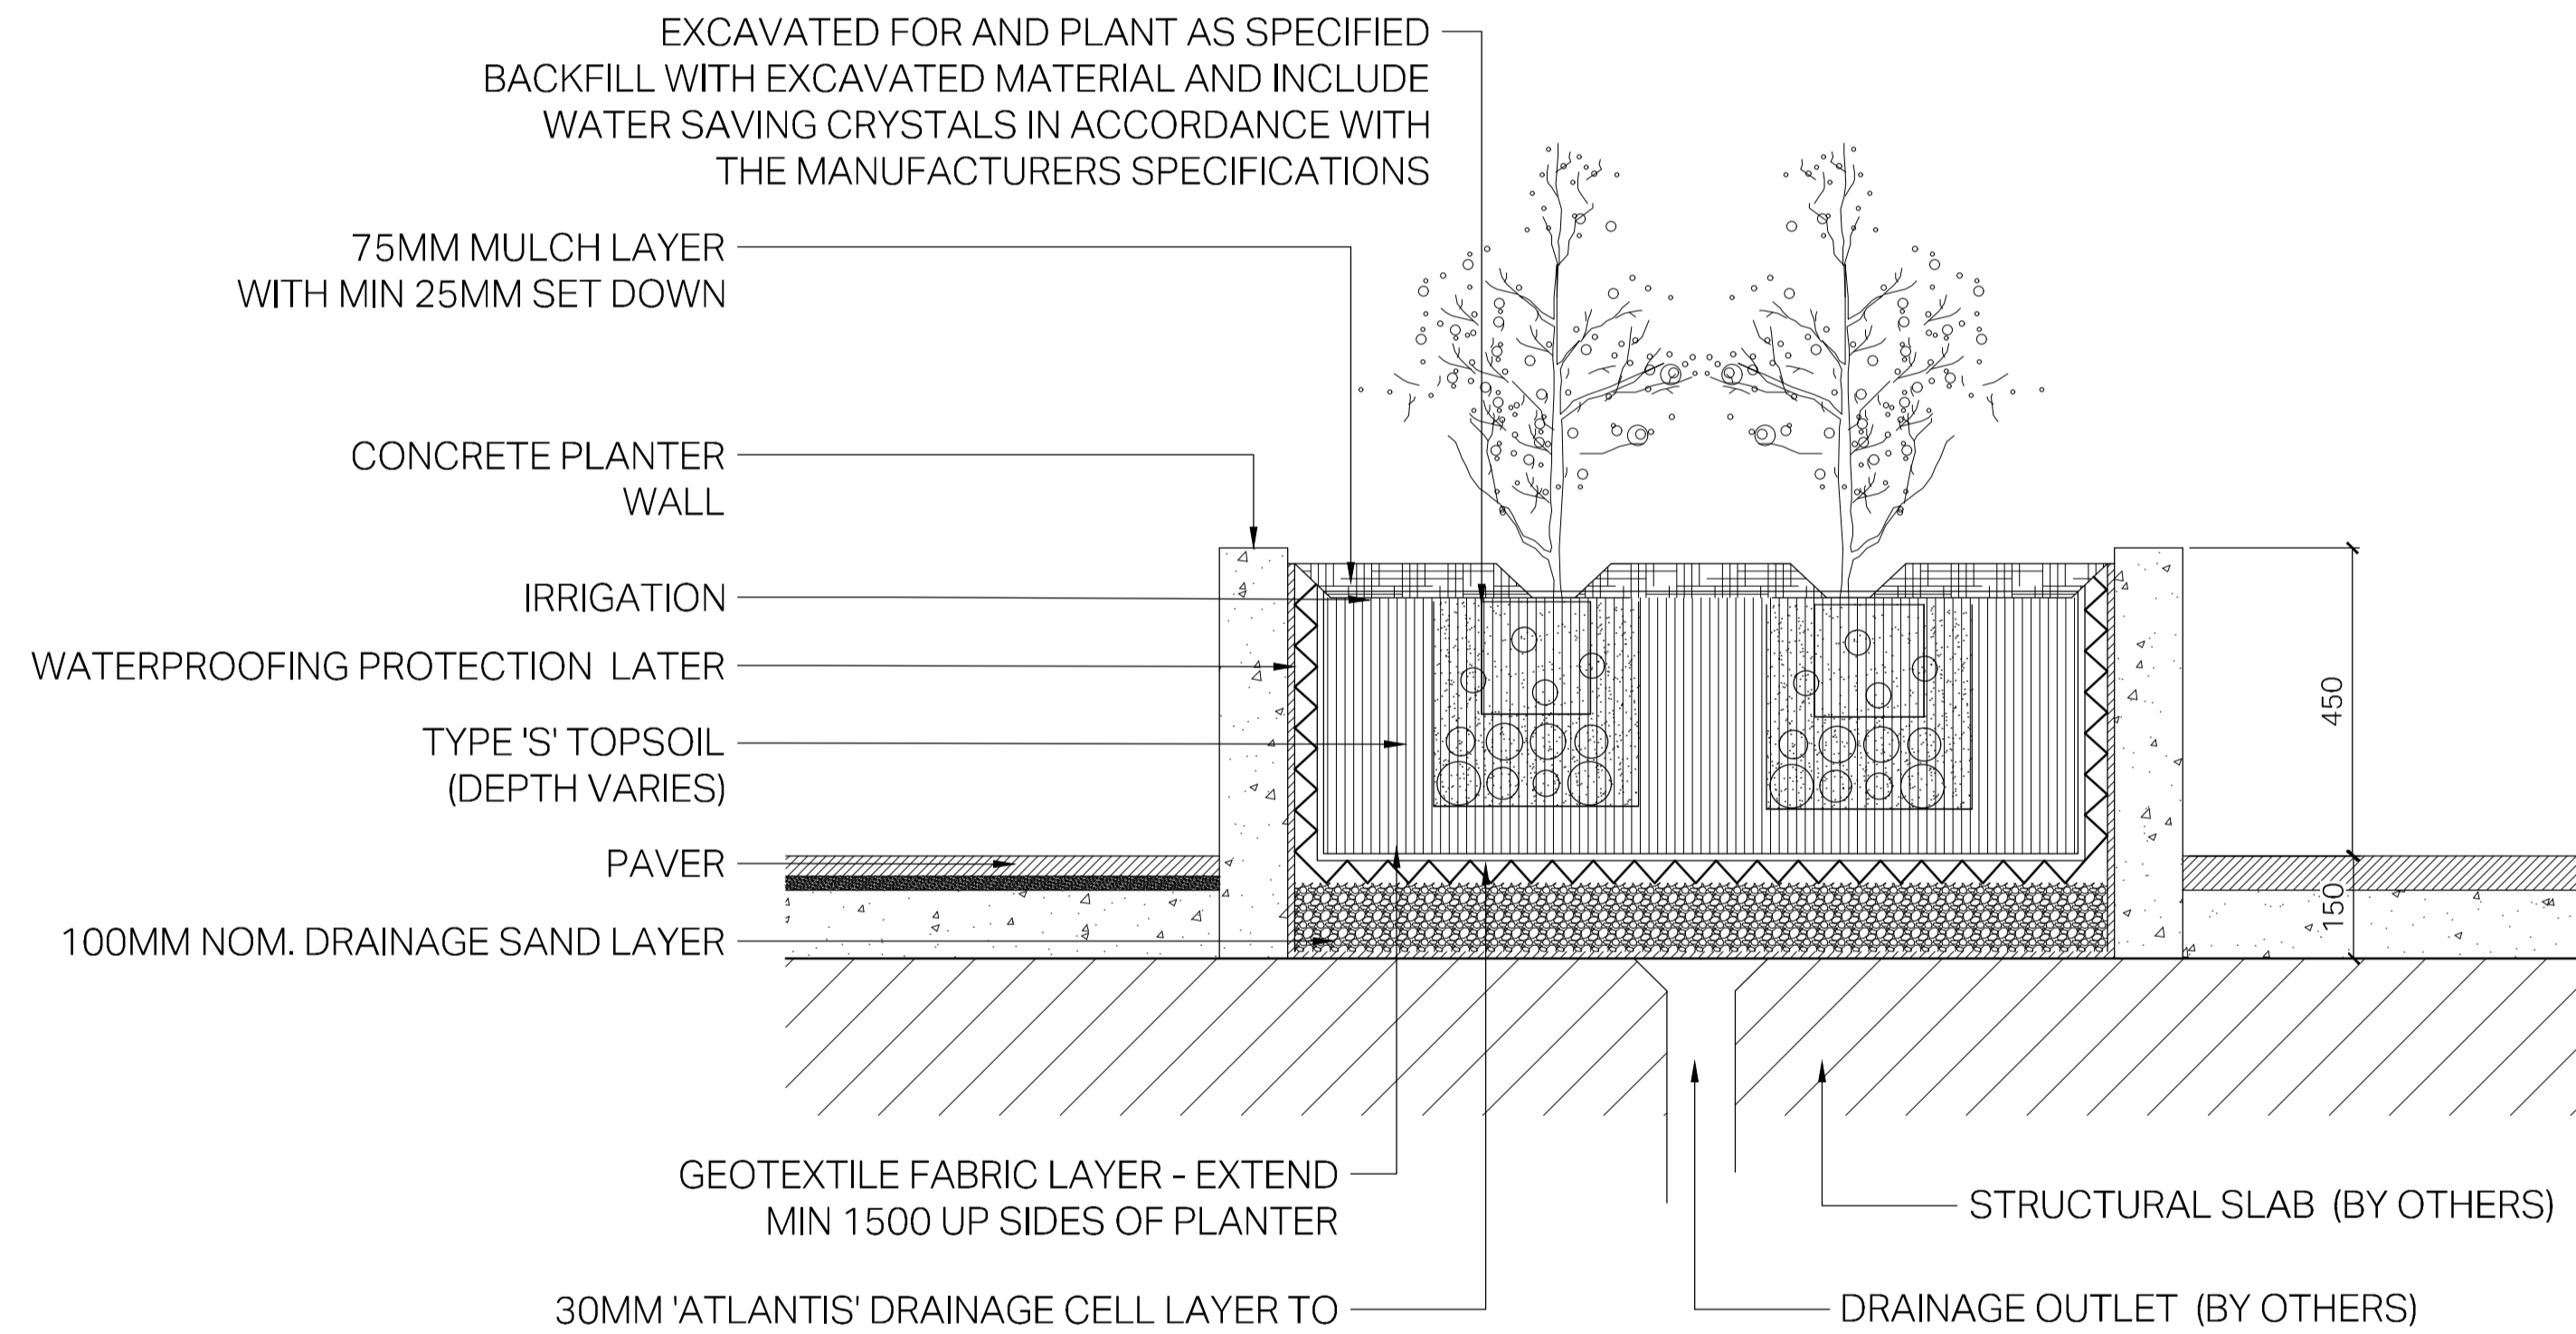 EXCAVATED FOR AND PLANT AS SPECIFIED
BACKFILL WITH EXCAVATED MATERIAL AND INCLUDE
WATER SAVING CRYSTALS IN ACCORDANCE WITH
THE MANUFACTURERS SPECIFICATIONS
75MM MULCH LAYER
WITH MIN 25MM SET DOWN
CONCRETE PLANTER
WALL
IRRIGATION
WATERPROOFING PROTECTION LATER
TYPE 'S' TOPSOIL
(DEPTH VARIES)
PAVER
100MM NOM. DRAINAGE SAND LAYER
450
150
GEOTEXTILE FABRIC LAYER - EXTEND
MIN 1500 UP SIDES OF PLANTER
30MM 'ATLANTIS' DRAINAGE CELL LAYER TO
STRUCTURAL SLAB (BY OTHERS)
DRAINAGE OUTLET (BY OTHERS)